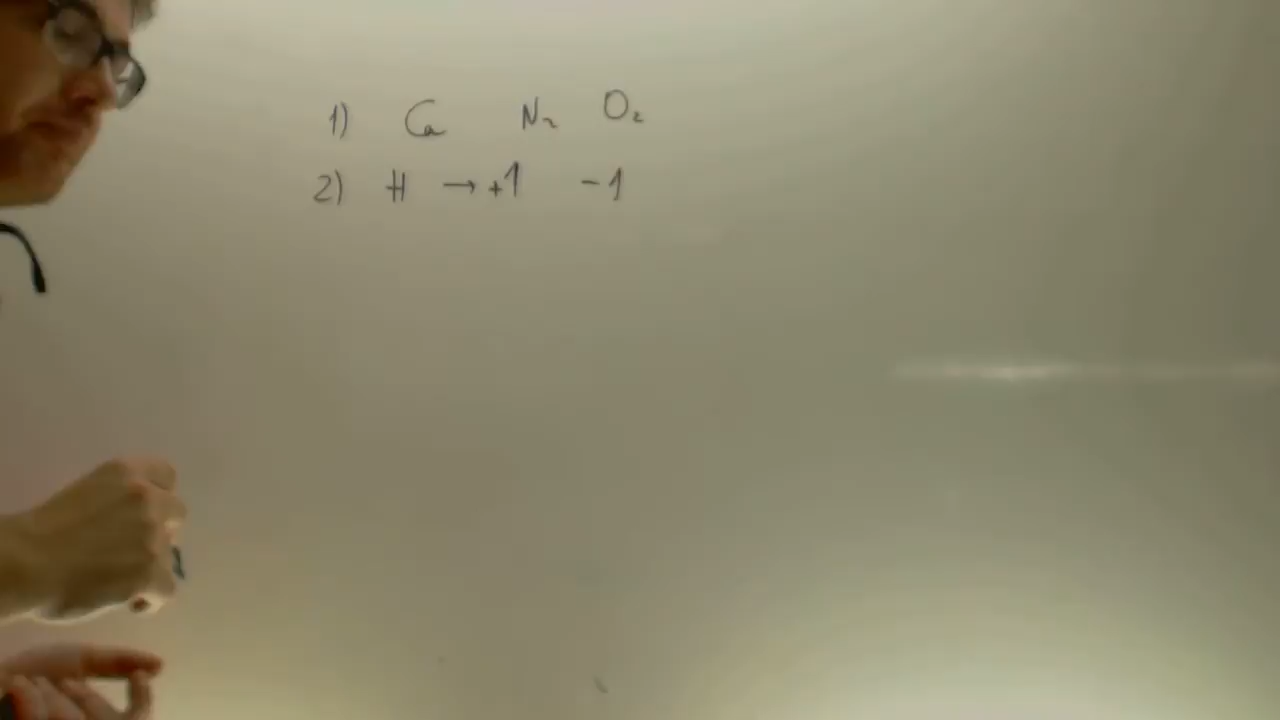 1) Ca N₂ O₂
2) H → +1 -1